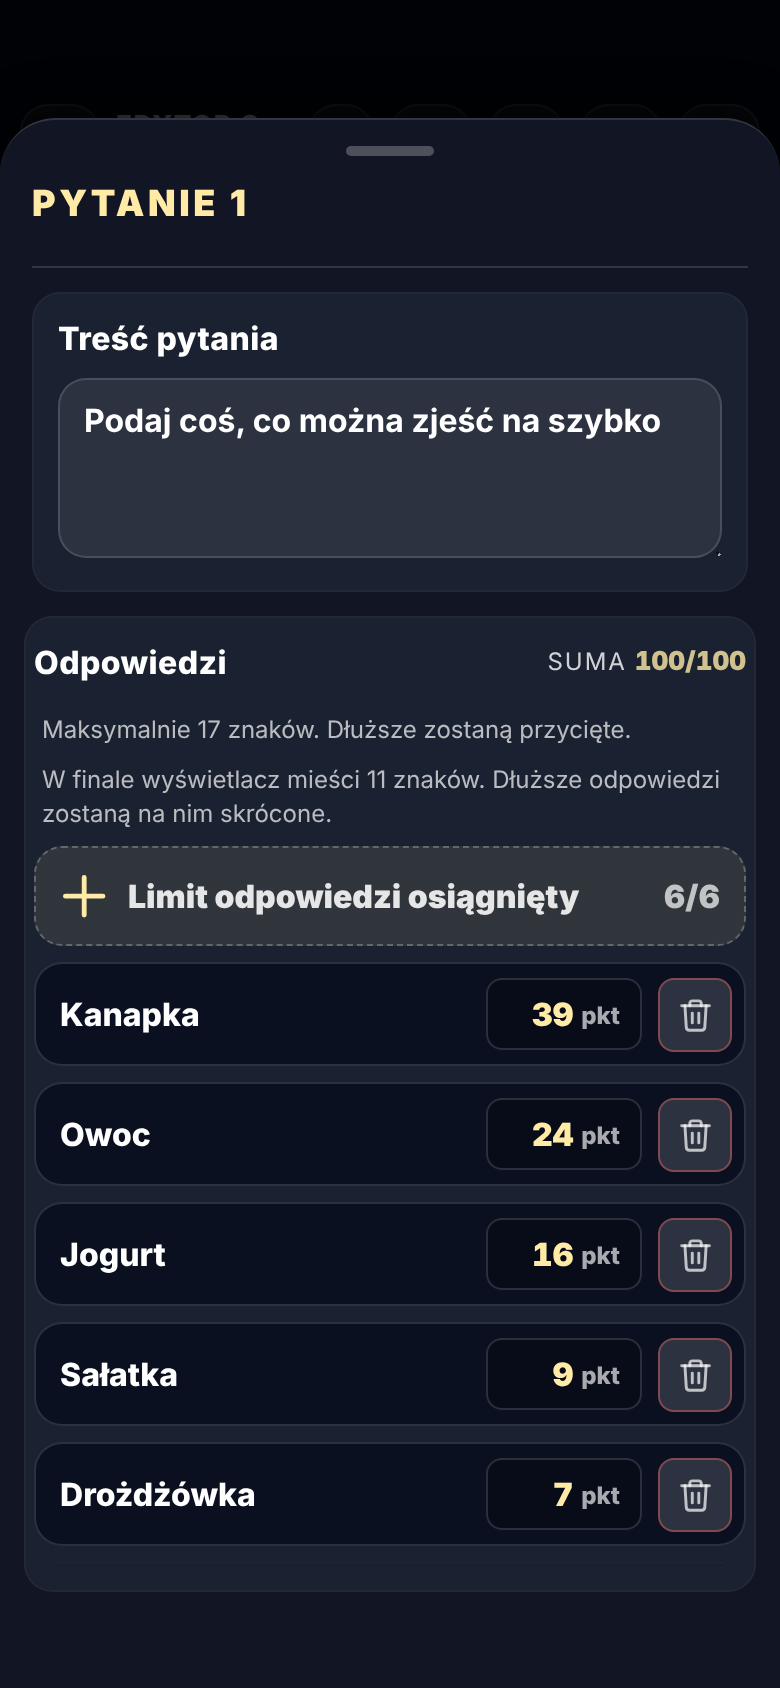 PYTANIE 1
Treść pytania
Podaj coś, co można zjeść na szybko
Odpowiedzi SUMA 100/100
Maksymalnie 17 znaków. Dłuższe zostaną przycięte.
W finale wyświetlacz mieści 11 znaków. Dłuższe odpowiedzi
zostaną na nim skrócone.
Limit odpowiedzi osiągnięty 6/6
Kanapka 39 pkt
Owoc 24 pkt
Jogurt 16 pkt
Sałatka 9 pkt
Drożdżówka 7 pkt